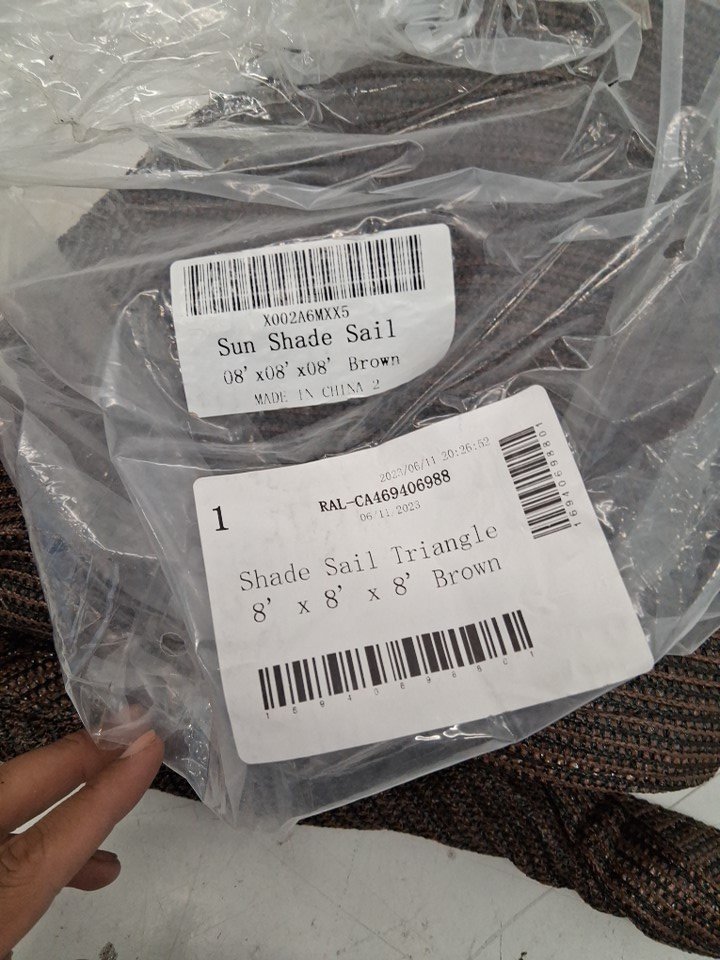 X002A6MXX5
Sun Shade Sail
08' x08' x08' Brown
MADE IN CHINA 2
2023/06/11 20:26:52
1
RAL-CA469406988
06/11/2023
Shade Sail Triangle
8' x 8' x 8' Brown